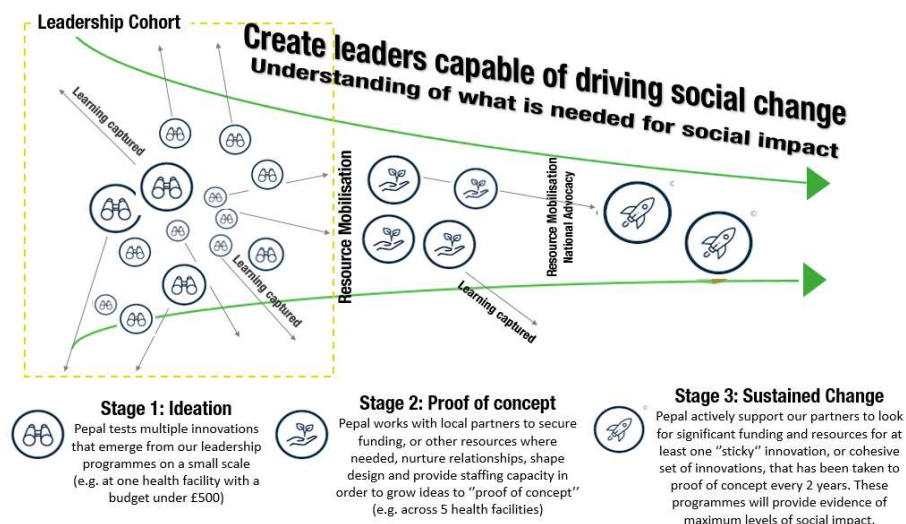 Leadership Cohort
Create leaders capable of driving social change
Understanding of what is needed for social impact
Learning captured
Resource Mobilisation
Resource Mobilisation
National Advocacy
©
©
Learning captured
Learning captured
Stage 1: Ideation
Pepal tests multiple innovations
that emerge from our leadership
programmes on a small scale
(e.g. at one health facility with a
budget under £500)
Stage 2: Proof of concept
Pepal works with local partners to secure
funding, or other resources where
needed, nurture relationships, shape
design and provide staffing capacity in
order to grow ideas to “proof of concept”
(e.g. across 5 health facilities)
©
Stage 3: Sustained Change
Pepal actively support our partners to look
for significant funding and resources for at
least one “sticky” innovation, or cohesive
set of innovations, that has been taken to
proof of concept every 2 years. These
programmes will provide evidence of
maximum levels of social impact.